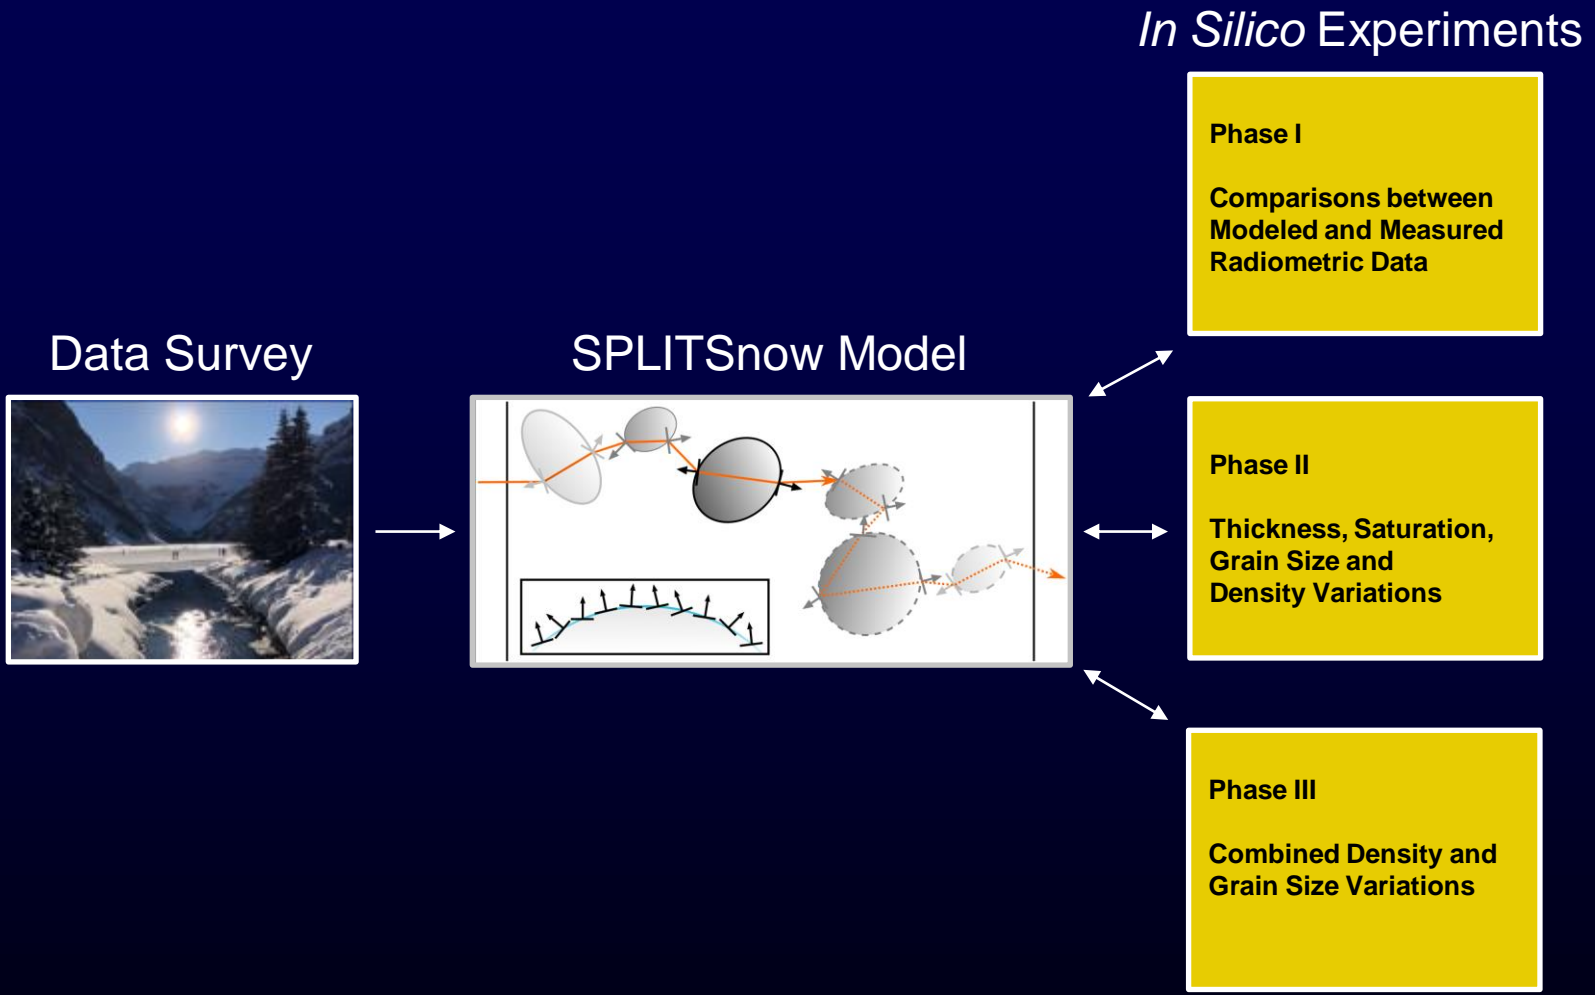 In Silico Experiments
Phase I
Comparisons between
Modeled and Measured
Radiometric Data
Data Survey
SPLITSnow Model
Phase II
Thickness, Saturation,
Grain Size and
Density Variations
Phase III
Combined Density and
Grain Size Variations